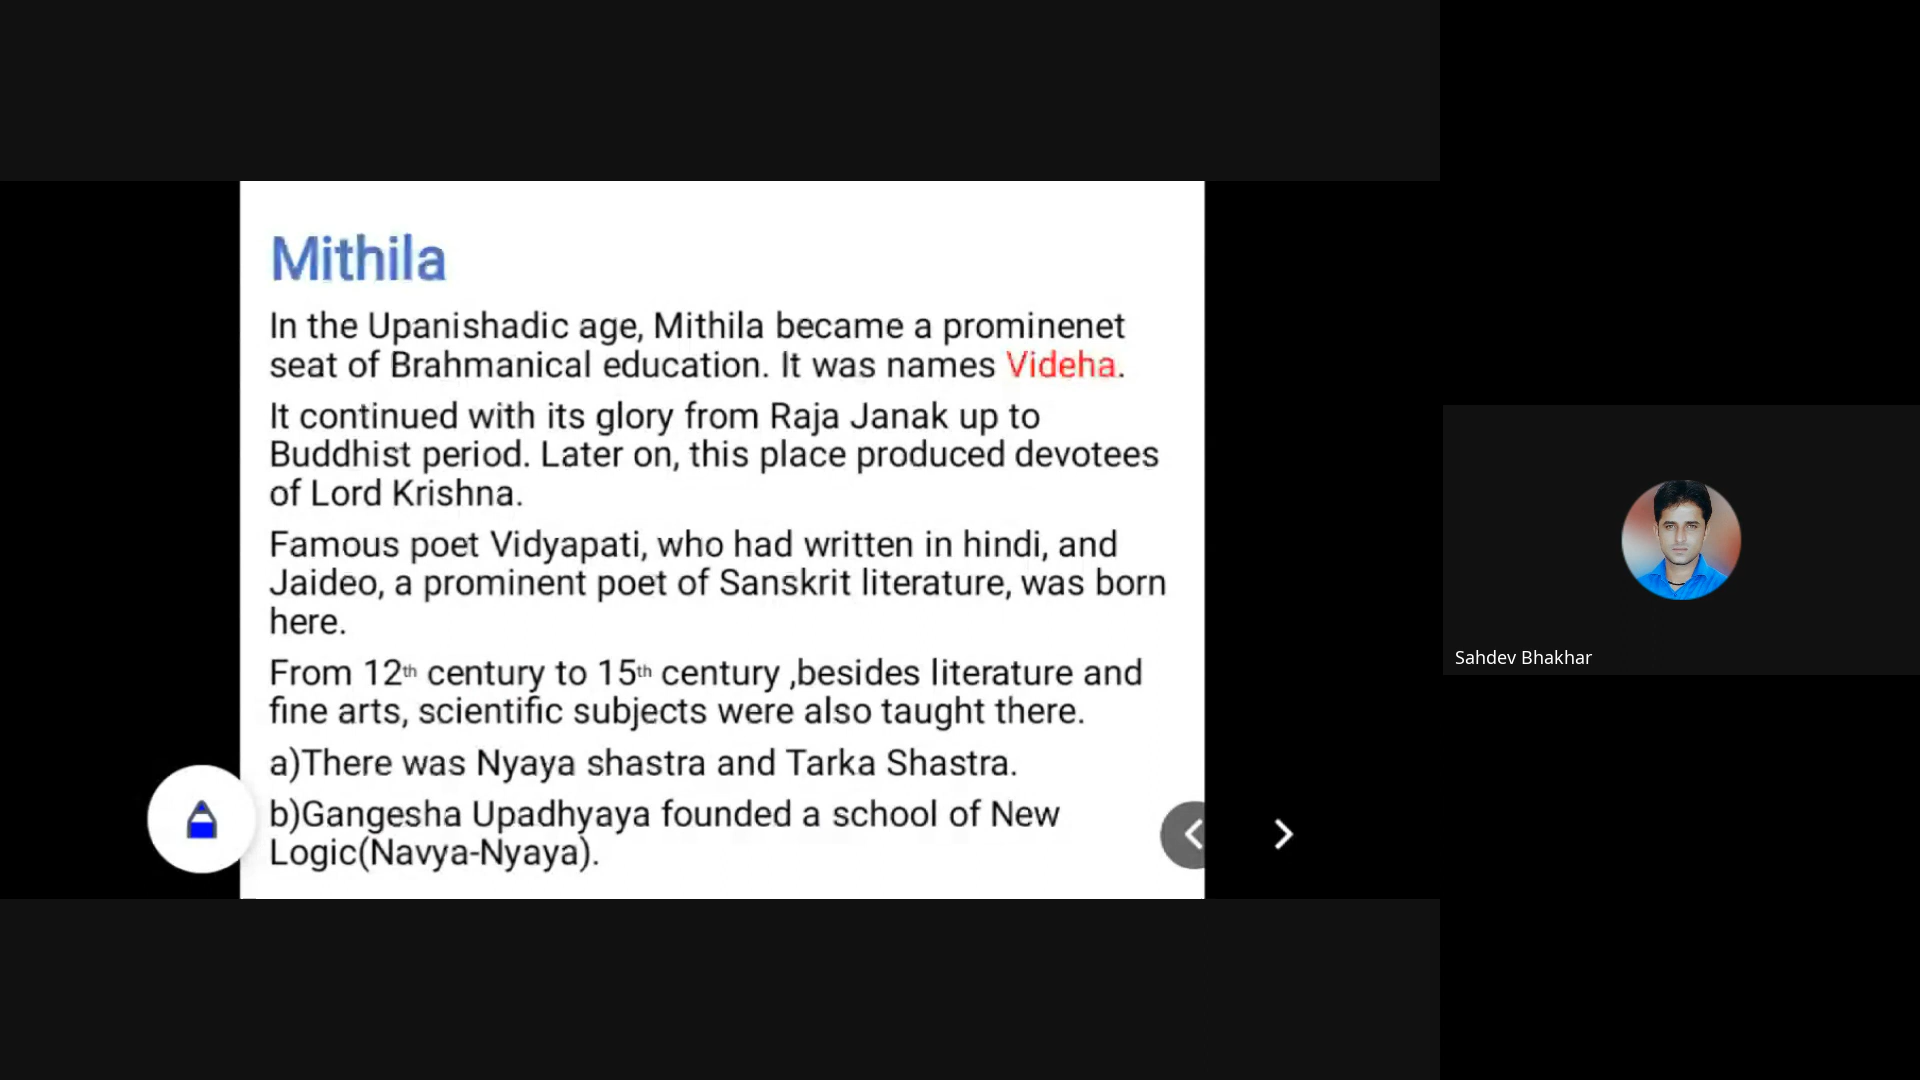 Mithila
In the Upanishadic age, Mithila became a prominenet
seat of Brahmanical education. It was names Videha.
It continued with its glory from Raja Janak up to
Buddhist period. Later on, this place produced devotees
of Lord Krishna.
Famous poet Vidyapati, who had written in hindi, and
Jaideo, a prominent poet of Sanskrit literature, was born
here.
From 12th century to 15th century ,besides literature and
fine arts, scientific subjects were also taught there.
a)There was Nyaya shastra and Tarka Shastra.
b)Gangesha Upadhyaya founded a school of New
Logic(Navya-Nyaya).
Sahdev Bhakhar